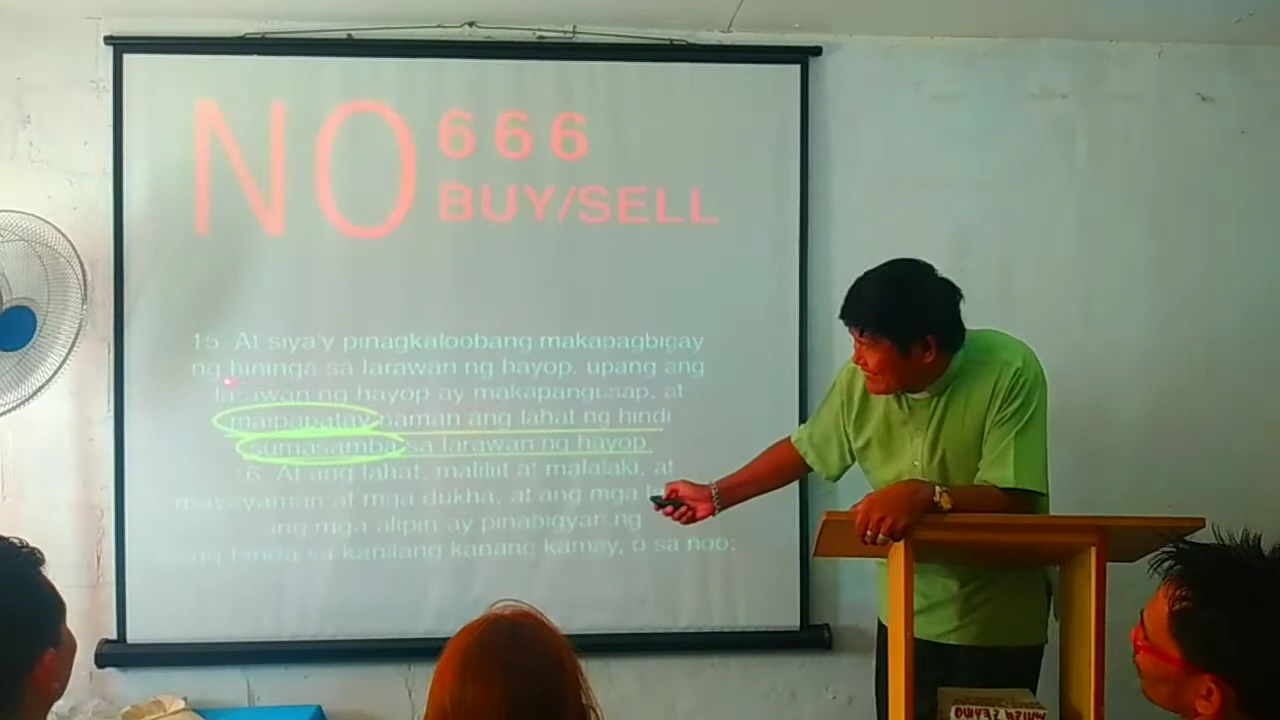 NO 666
BUY/SELL
15. At siya'y pinagkaloobang makapagbigay
ng hininga sa larawan ng hayop, upang ang
larawan ng hayop ay makapangusap, at
maipapatay naman ang lahat ng hindi
sumasamba sa larawan ng hayop.
16. At ang lahat, maliliit at malalaki, at
mayayaman at mga dukha, at ang mga
ang mga alipin ay pinabigyan ng
ng tanda sa kanilang kanang kamay, o sa noo;